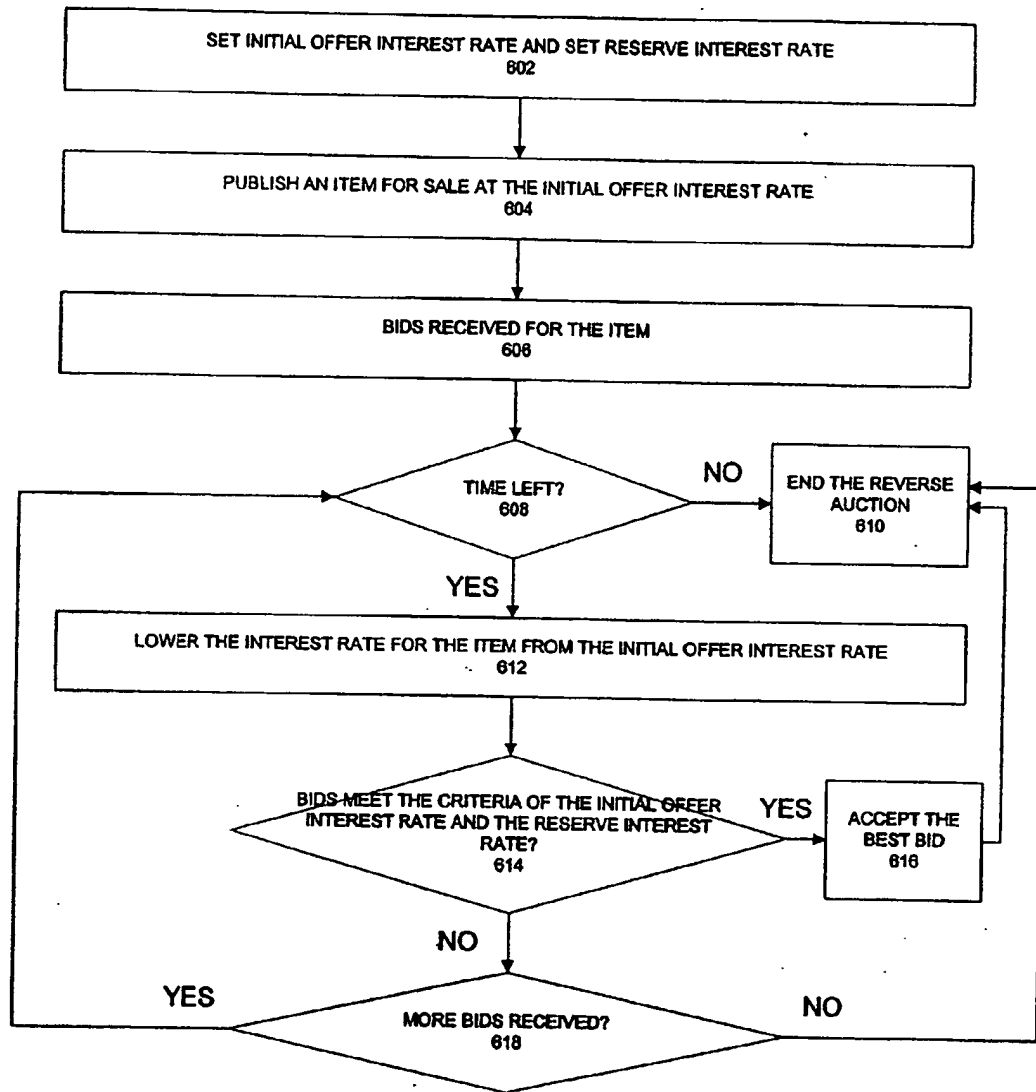 SET INITIAL OFFER INTEREST RATE AND SET RESERVE INTEREST RATE
602
PUBLISH AN ITEM FOR SALE AT THE INITIAL OFFER INTEREST RATE
604
BIDS RECEIVED FOR THE ITEM
606
TIME LEFT?
608
NO
END THE REVERSE
AUCTION
610
YES
LOWER THE INTEREST RATE FOR THE ITEM FROM THE INITIAL OFFER INTEREST RATE
612
BIDS MEET THE CRITERIA OF THE INITIAL OFFER
INTEREST RATE AND THE RESERVE INTEREST
RATE?
614
YES
ACCEPT THE
BEST BID
616
NO
YES
MORE BIDS RECEIVED?
618
NO